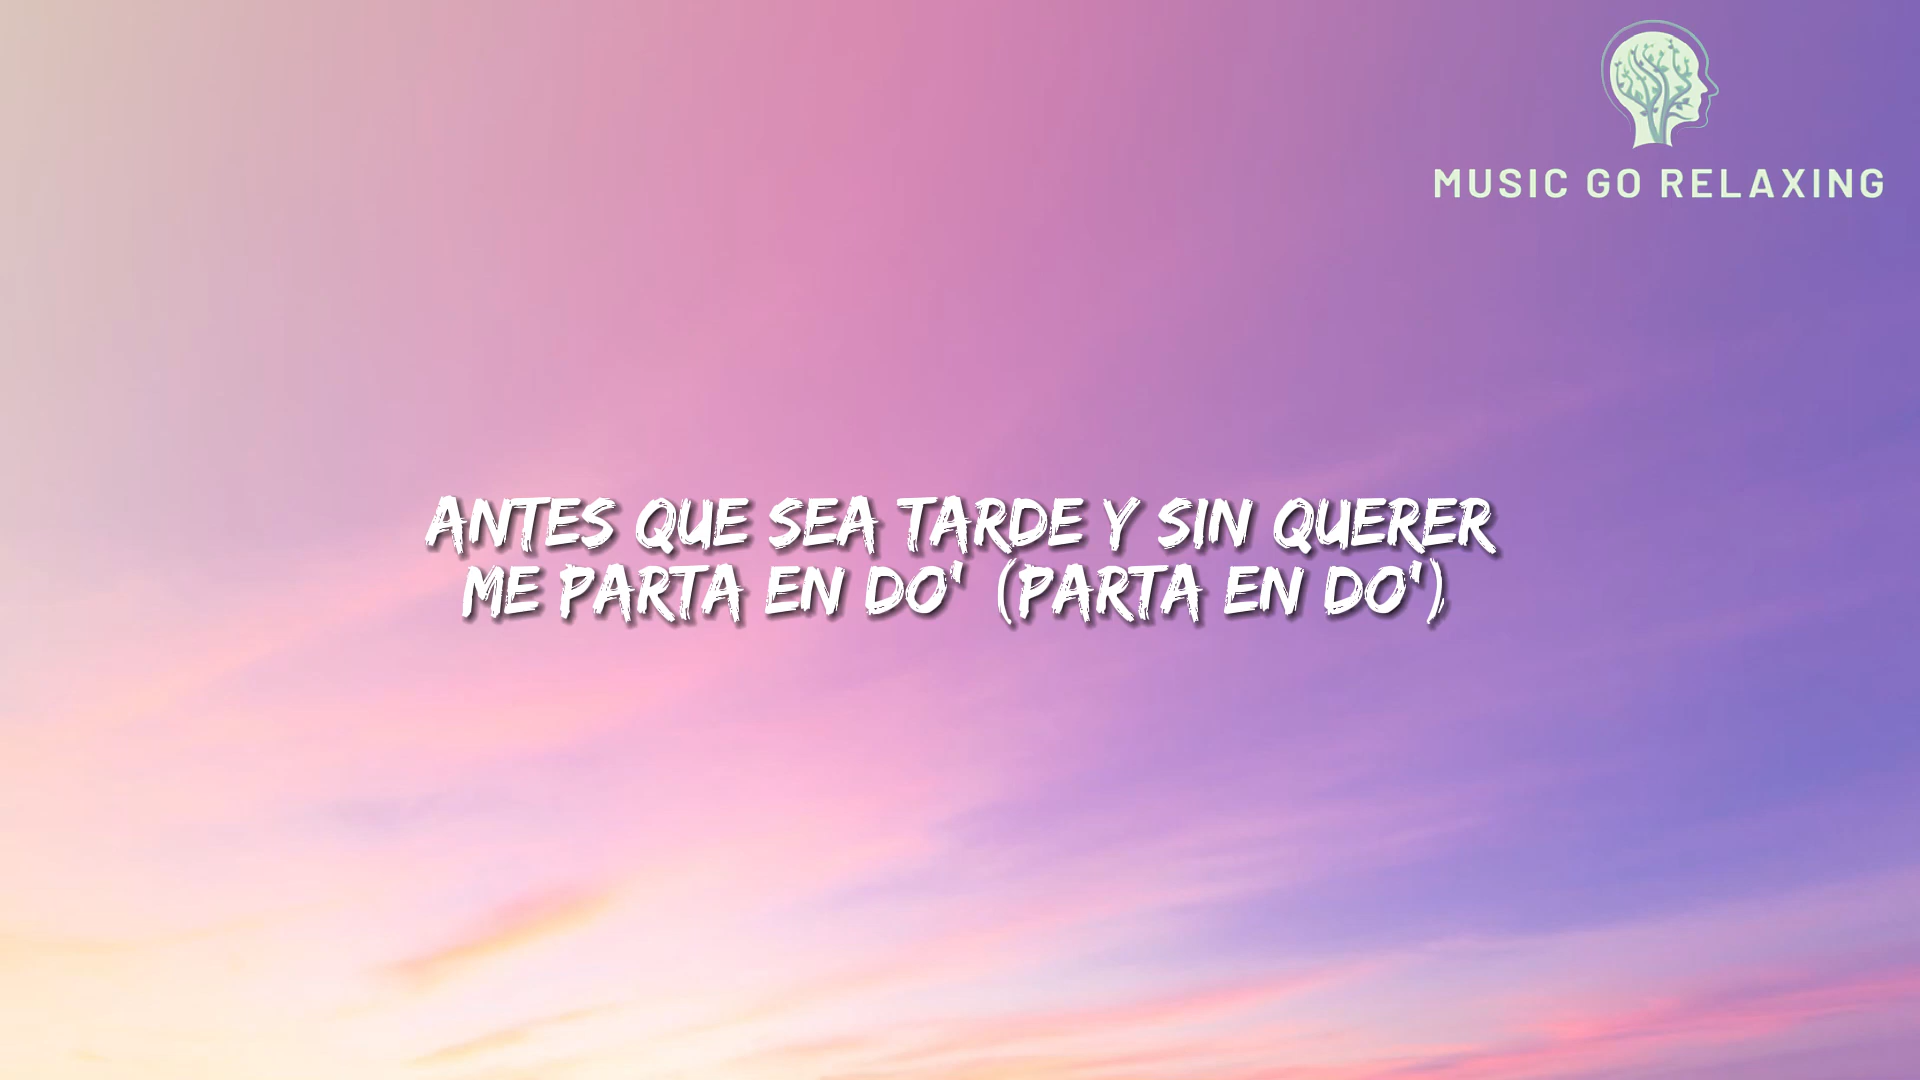 MUSIC GO RELAXING
ANTES QUE SEA TARDE Y SIN QUERER
ME PARTA EN DO' (PARTA EN DO')